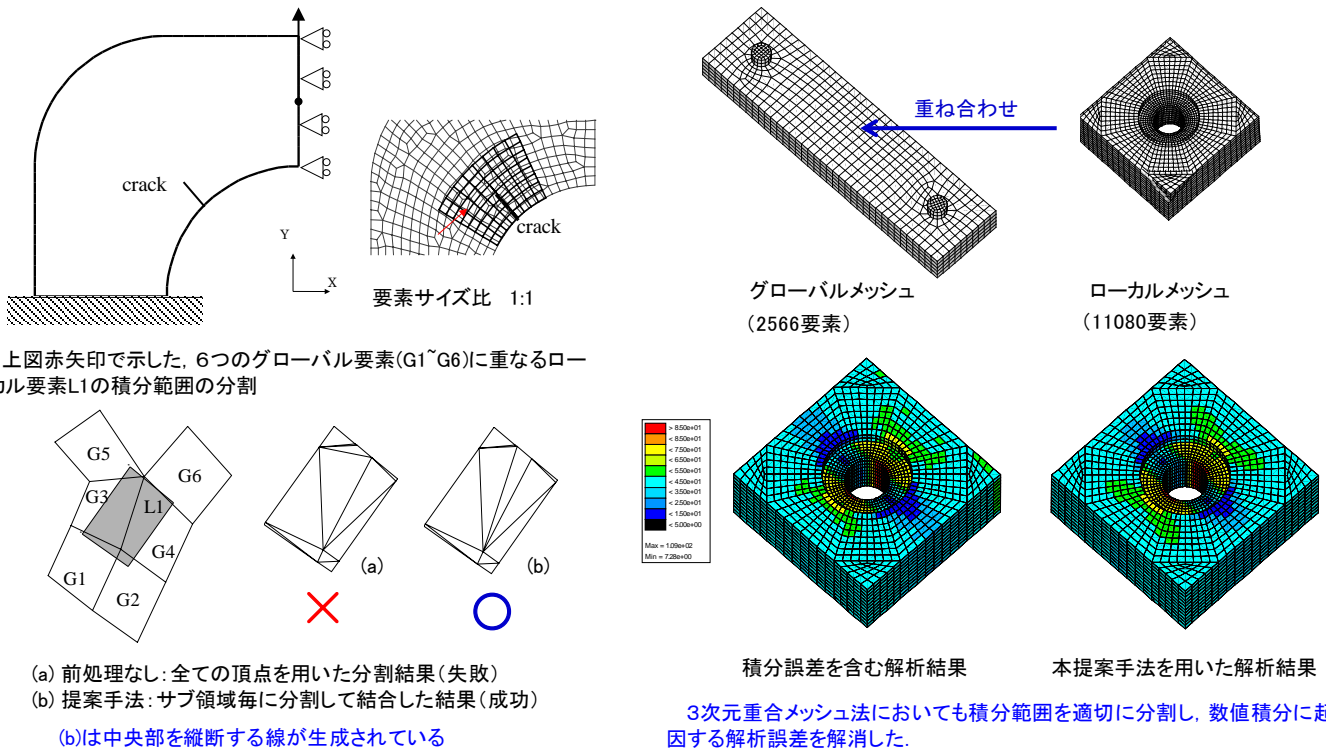 crack
Y
X
crack
要素サイズ比 1:1
上図赤矢印で示した, 6つのグローバル要素(G1~G6)に重なるロー
カル要素L1の積分範囲の分割
G5
G6
G3
L1
G4
G1
G2
(a)
(b)
(a) 前処理なし:全ての頂点を用いた分割結果(失敗)
(b) 提案手法:サブ領域毎に分割して結合した結果(成功)
(b)は中央部を縦断する線が生成されている
重ね合わせ
グローバルメッシュ
(2566要素)
ローカルメッシュ
(11080要素)
> 8.50e+01
< 8.50e+01
< 7.50e+01
< 6.50e+01
< 5.50e+01
< 4.50e+01
< 3.50e+01
< 2.50e+01
< 1.50e+01
< 5.00e+00
Max = 1.09e+02
Min = 7.28e+00
積分誤差を含む解析結果
本提案手法を用いた解析結果
3次元重合メッシュ法においても積分範囲を適切に分割し, 数値積分に起
因する解析誤差を解消した.